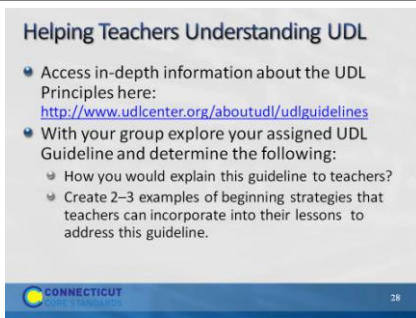 Helping Teachers Understanding UDL
Access in-depth information about the UDL
Principles here:
http://www.udlcenter.org/aboutudl/udlguidelines
With your group explore your assigned UDL
Guideline and determine the following:
How you would explain this guideline to teachers?
Create 2–3 examples of beginning strategies that
teachers can incorporate into their lessons to
address this guideline.
CONNECTICUT
CORE STANDARDS
28